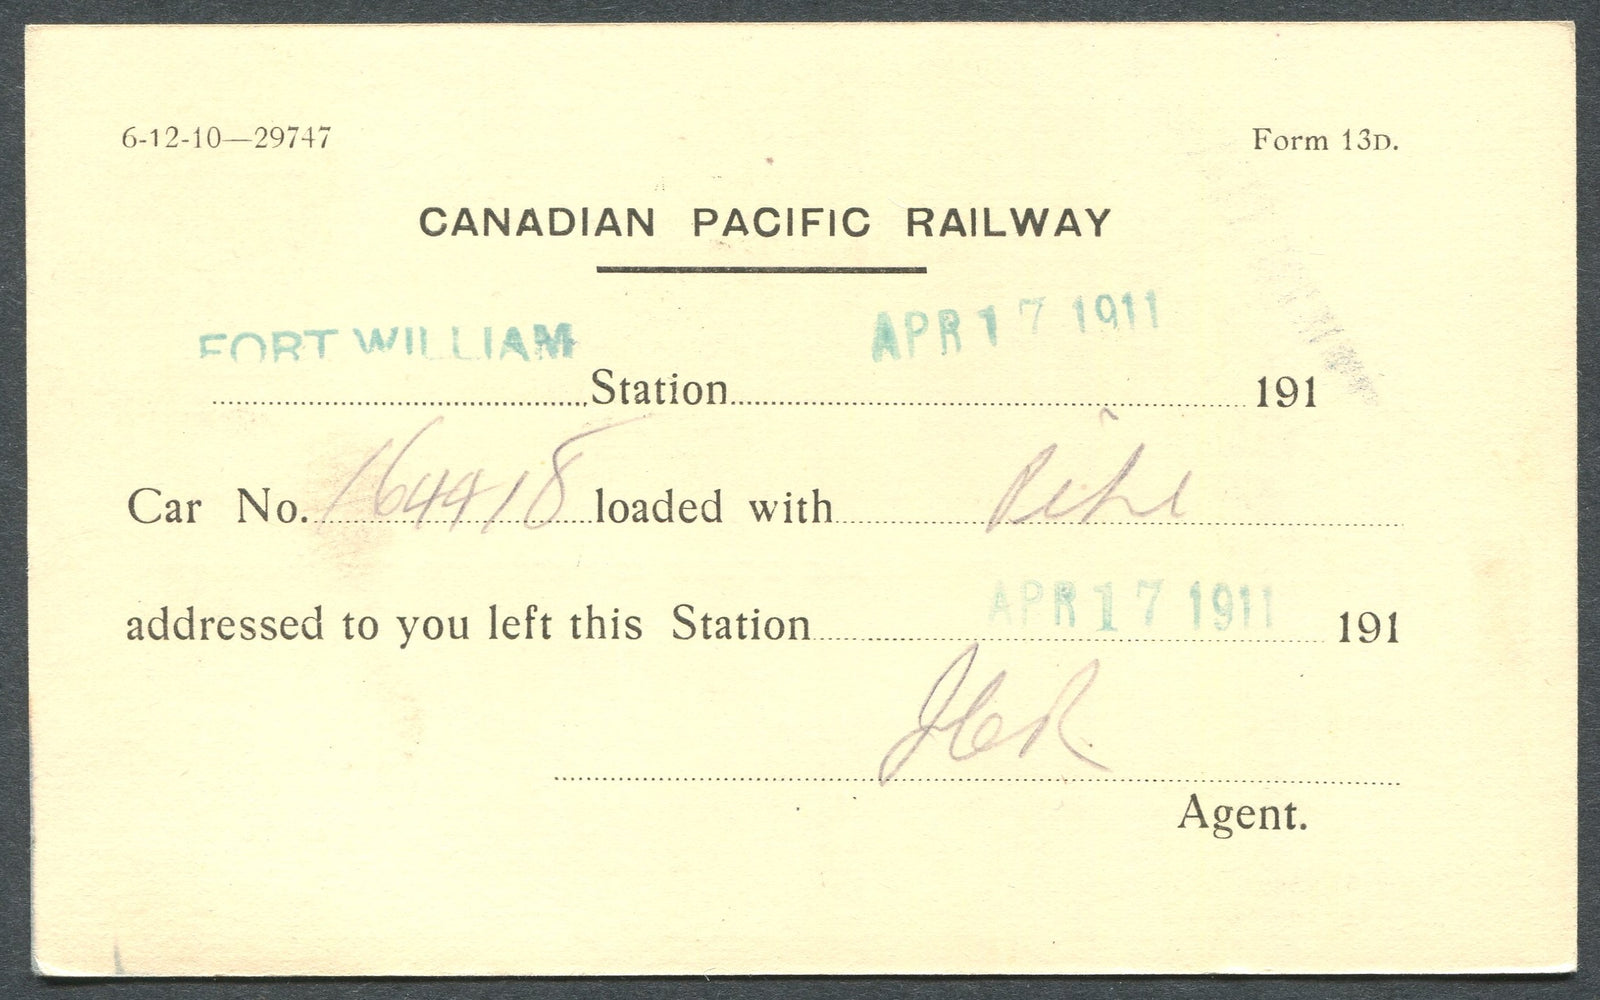 6-12-10—29747 Form 13D.
CANADIAN PACIFIC RAILWAY
FORT WILLIAM Station APR 17 1911 191
Car No. 164418 loaded with
addressed to you left this Station APR 17 1911 191
Agent.